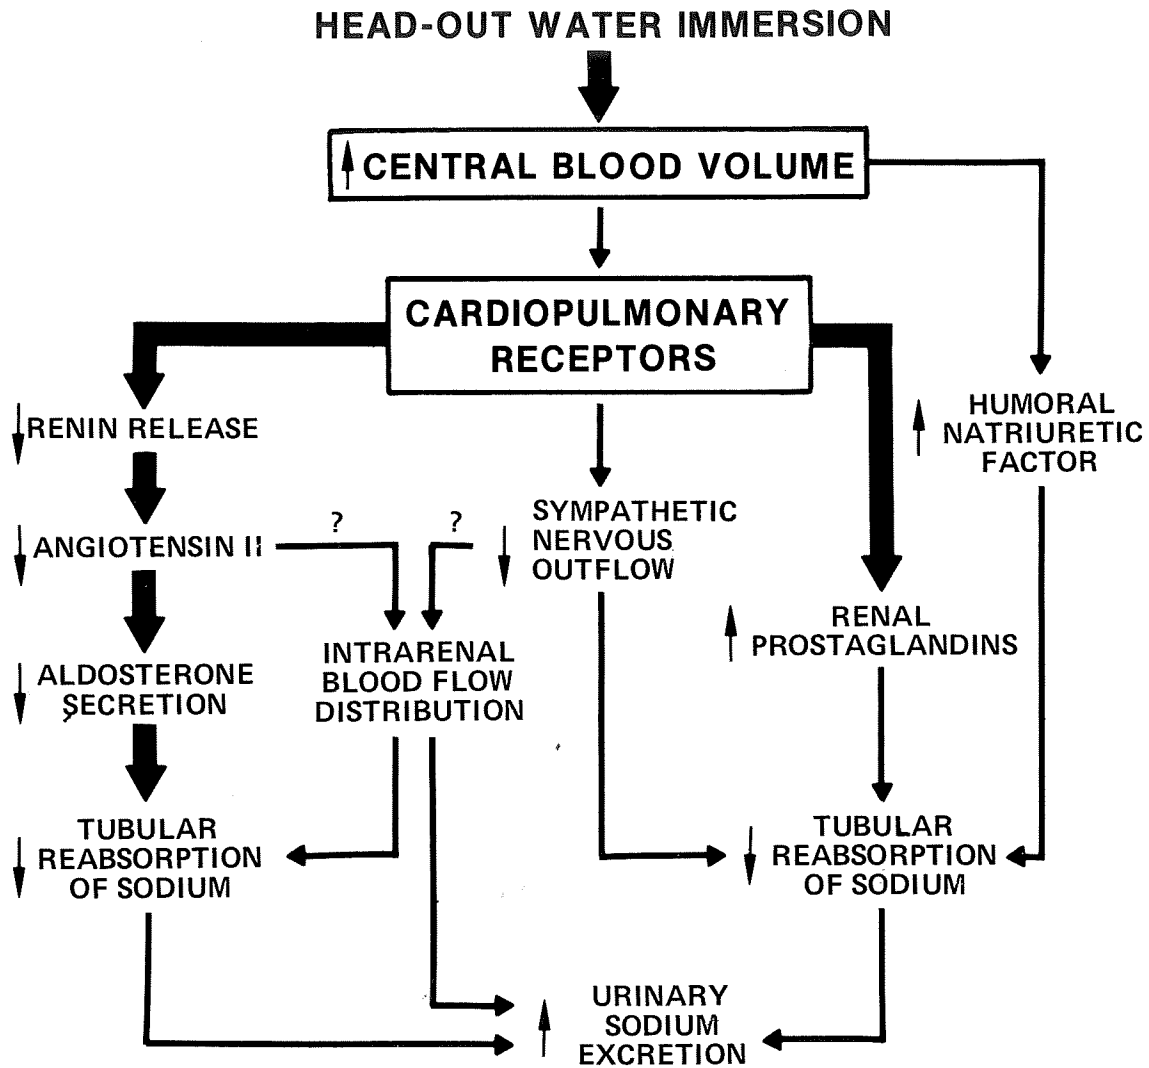 HEAD-OUT WATER IMMERSION
CENTRAL BLOOD VOLUME
CARDIOPULMONARY
RECEPTORS
RENIN RELEASE
HUMORAL
NATRIURETIC
FACTOR
? ?
ANGIOTENSIN II
SYMPATHETIC
NERVOUS
OUTFLOW
RENAL
PROSTAGLANDINS
ALDOSTERONE
SECRETION
INTRARENAL
BLOOD FLOW
DISTRIBUTION
TUBULAR
REABSORPTION
OF SODIUM
TUBULAR
REABSORPTION
OF SODIUM
URINARY
SODIUM
EXCRETION